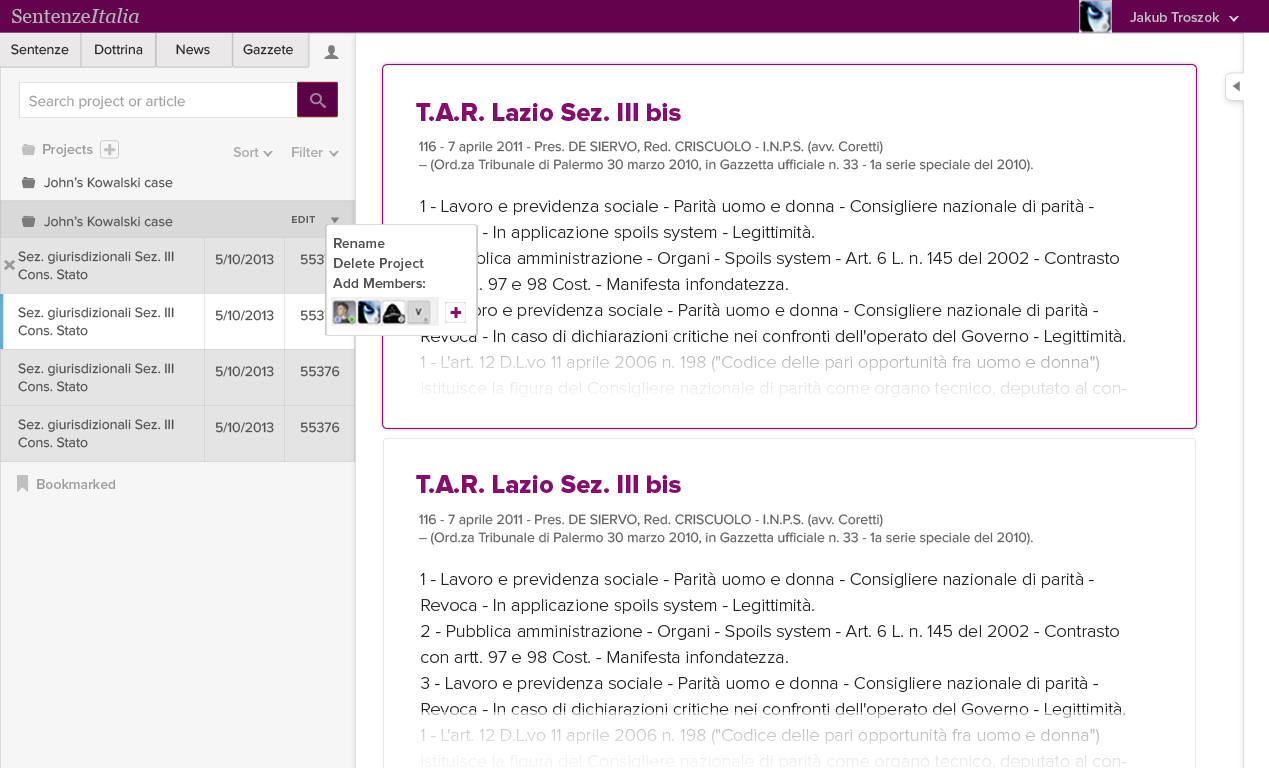 SentenzeItalia
Jakub Troszok
Sentenze
Dottrina
News
Gazzete
Search project or article
Projects
Sort
Filter
John's Kowalski case
John's Kowalski case
EDIT
Rename
Delete Project
Add Members:
V
Sez. giurisdizionali Sez. III
Cons. Stato
5/10/2013
Sez. giurisdizionali Sez. III
Cons. Stato
5/10/2013
Sez. giurisdizionali Sez. III
Cons. Stato
5/10/2013
55376
Sez. giurisdizionali Sez. III
Cons. Stato
5/10/2013
55376
Bookmarked
T.A.R. Lazio Sez. III bis
116 - 7 aprile 2011 - Pres. DE SIERVO, Red. CRISCUOLO - I.N.P.S. (avv. Coretti)
– (Ord.za Tribunale di Palermo 30 marzo 2010, in Gazzetta ufficiale n. 33 - 1a serie speciale del 2010).
1 - Lavoro e previdenza sociale - Parità uomo e donna - Consigliere nazionale di parità -
- In applicazione spoils system - Legittimità.
amministrazione - Organi - Spoils system - Art. 6 L. n. 145 del 2002 - Contrasto
97 e 98 Cost. - Manifesta infondatezza.
e previdenza sociale - Parità uomo e donna - Consigliere nazionale di parità -
Revoca - In caso di dichiarazioni critiche nei confronti dell'operato del Governo - Legittimità.
1 - L'art. 12 D.L.vo 11 aprile 2006 n. 198 ("Codice delle pari opportunità fra uomo e donna")
istituisce la figura del Consigliere nazionale di parità come organo tecnico, deputato al con-
T.A.R. Lazio Sez. III bis
116 - 7 aprile 2011 - Pres. DE SIERVO, Red. CRISCUOLO - I.N.P.S. (avv. Coretti)
– (Ord.za Tribunale di Palermo 30 marzo 2010, in Gazzetta ufficiale n. 33 - 1a serie speciale del 2010).
1 - Lavoro e previdenza sociale - Parità uomo e donna - Consigliere nazionale di parità -
Revoca - In applicazione spoils system - Legittimità.
2 - Pubblica amministrazione - Organi - Spoils system - Art. 6 L. n. 145 del 2002 - Contrasto
con artt. 97 e 98 Cost. - Manifesta infondatezza.
3 - Lavoro e previdenza sociale - Parità uomo e donna - Consigliere nazionale di parità -
Revoca - In caso di dichiarazioni critiche nei confronti dell'operato del Governo - Legittimità.
1 - L'art. 12 D.L.vo 11 aprile 2006 n. 198 ("Codice delle pari opportunità fra uomo e donna")
istituisce la figura del Consigliere nazionale di parità come organo tecnico, deputato al con-